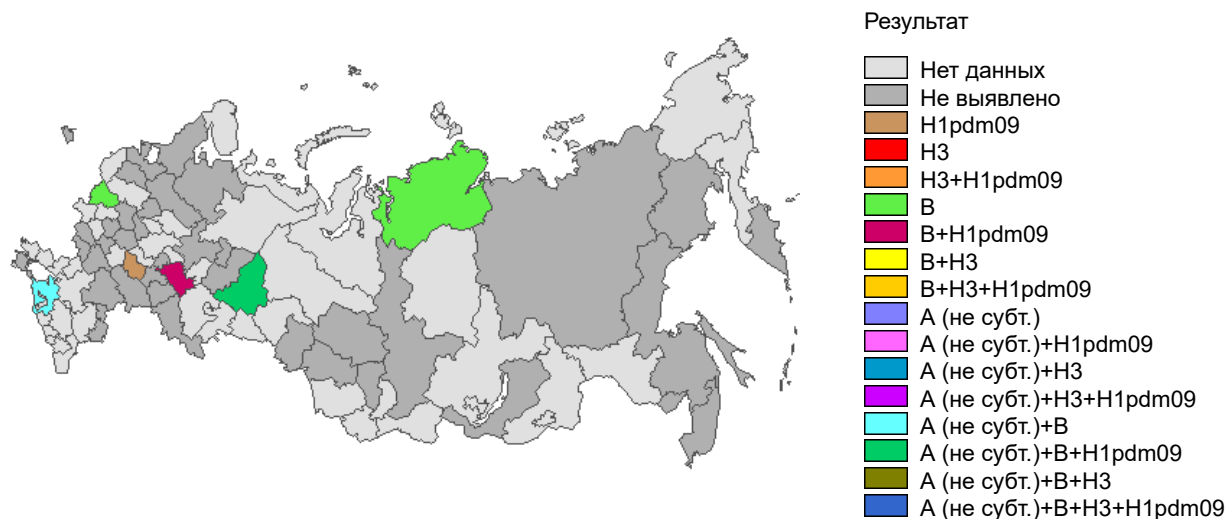 Результат
Нет данных
Не выявлено
H1pdm09
H3
H3+H1pdm09
B
B+H1pdm09
B+H3
B+H3+H1pdm09
A (не субт.)
A (не субт.)+H1pdm09
A (не субт.)+H3
A (не субт.)+H3+H1pdm09
A (не субт.)+B
A (не субт.)+B+H1pdm09
A (не субт.)+B+H3
A (не субт.)+B+H3+H1pdm09